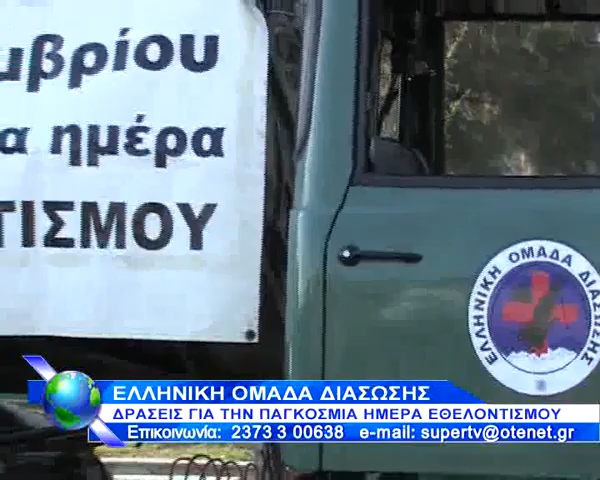 μβρίου
α ημέρα
ΤΙΣΜΟΥ
ΕΛΛΗΝΙΚΗ ΟΜΑΔΑ ΔΙΑΣΩΣΗΣ
ΕΛΛΗΝΙΚΗ ΟΜΑΔΑ ΔΙΑΣΩΣΗΣ
ΔΡΑΣΕΙΣ ΓΙΑ ΤΗΝ ΠΑΓΚΟΣΜΙΑ ΗΜΕΡΑ ΕΘΕΛΟΝΤΙΣΜΟΥ
Επικοινωνία: 2373 3 00638 e-mail: supertv@otenet.gr